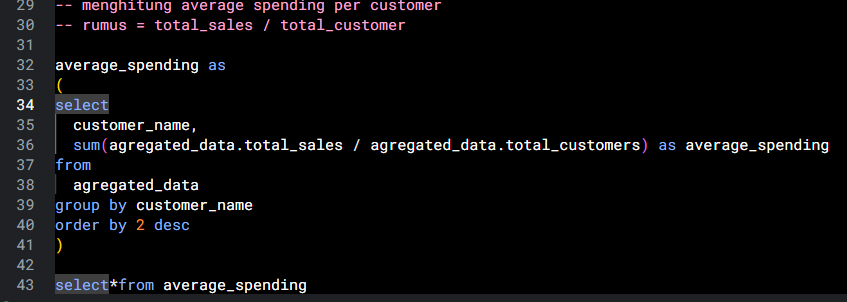 29 -- menghitung average spending per customer
30 -- rumus = total_sales / total_customer
31
32 average_spending as
33 (
34 select
35 customer_name,
36 sum(agregated_data.total_sales / agregated_data.total_customers) as average_spending
37 from
38 agregated_data
39 group by customer_name
40 order by 2 desc
41 )
42
43 select*from average_spending